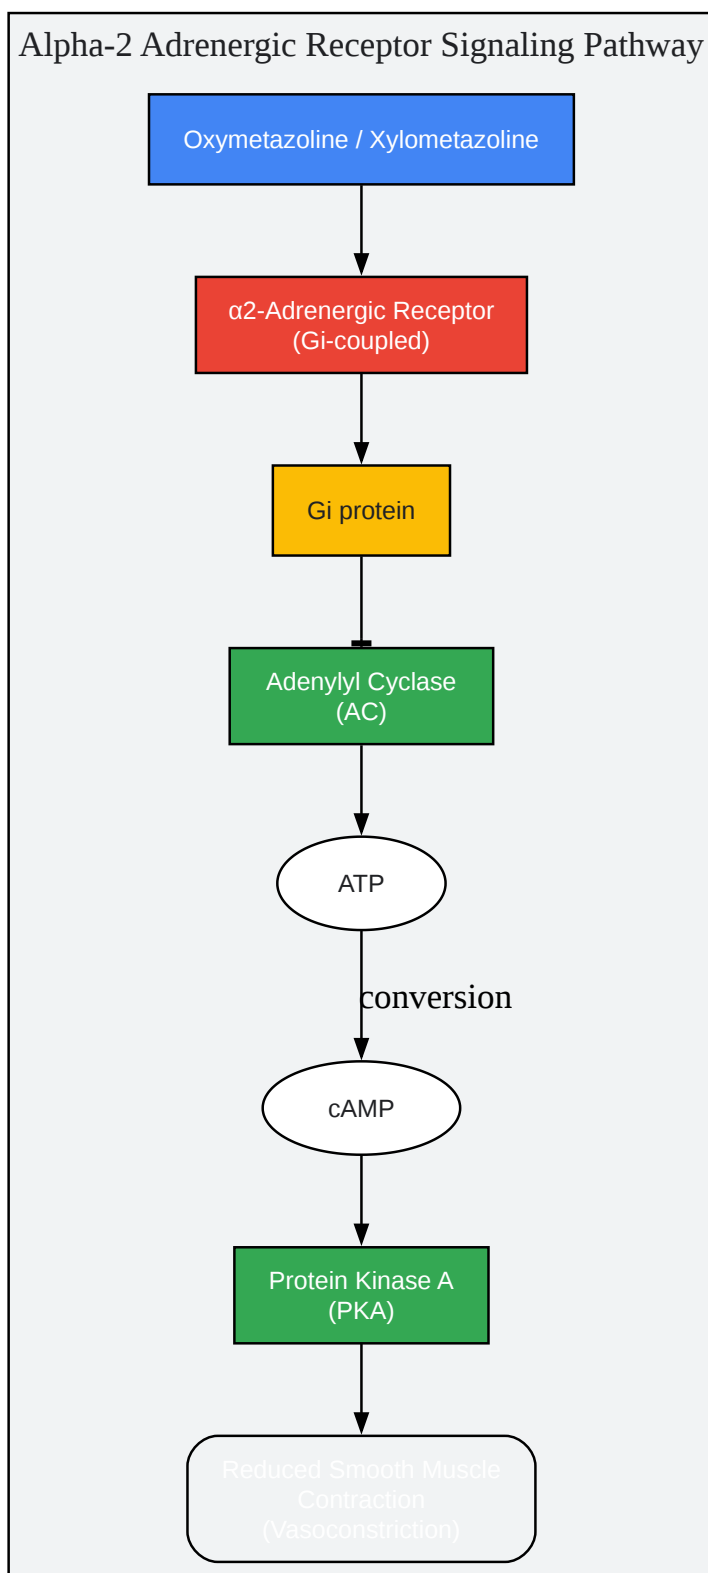 Alpha-2 Adrenergic Receptor Signaling Pathway
Oxymetazoline / Xylometazoline
α2-Adrenergic Receptor
(Gi-coupled)
Gi protein
Adenylyl Cyclase
(AC)
ATP
conversion
cAMP
Protein Kinase A
(PKA)
Reduced Smooth Muscle
Contraction
(Vasoconstriction)